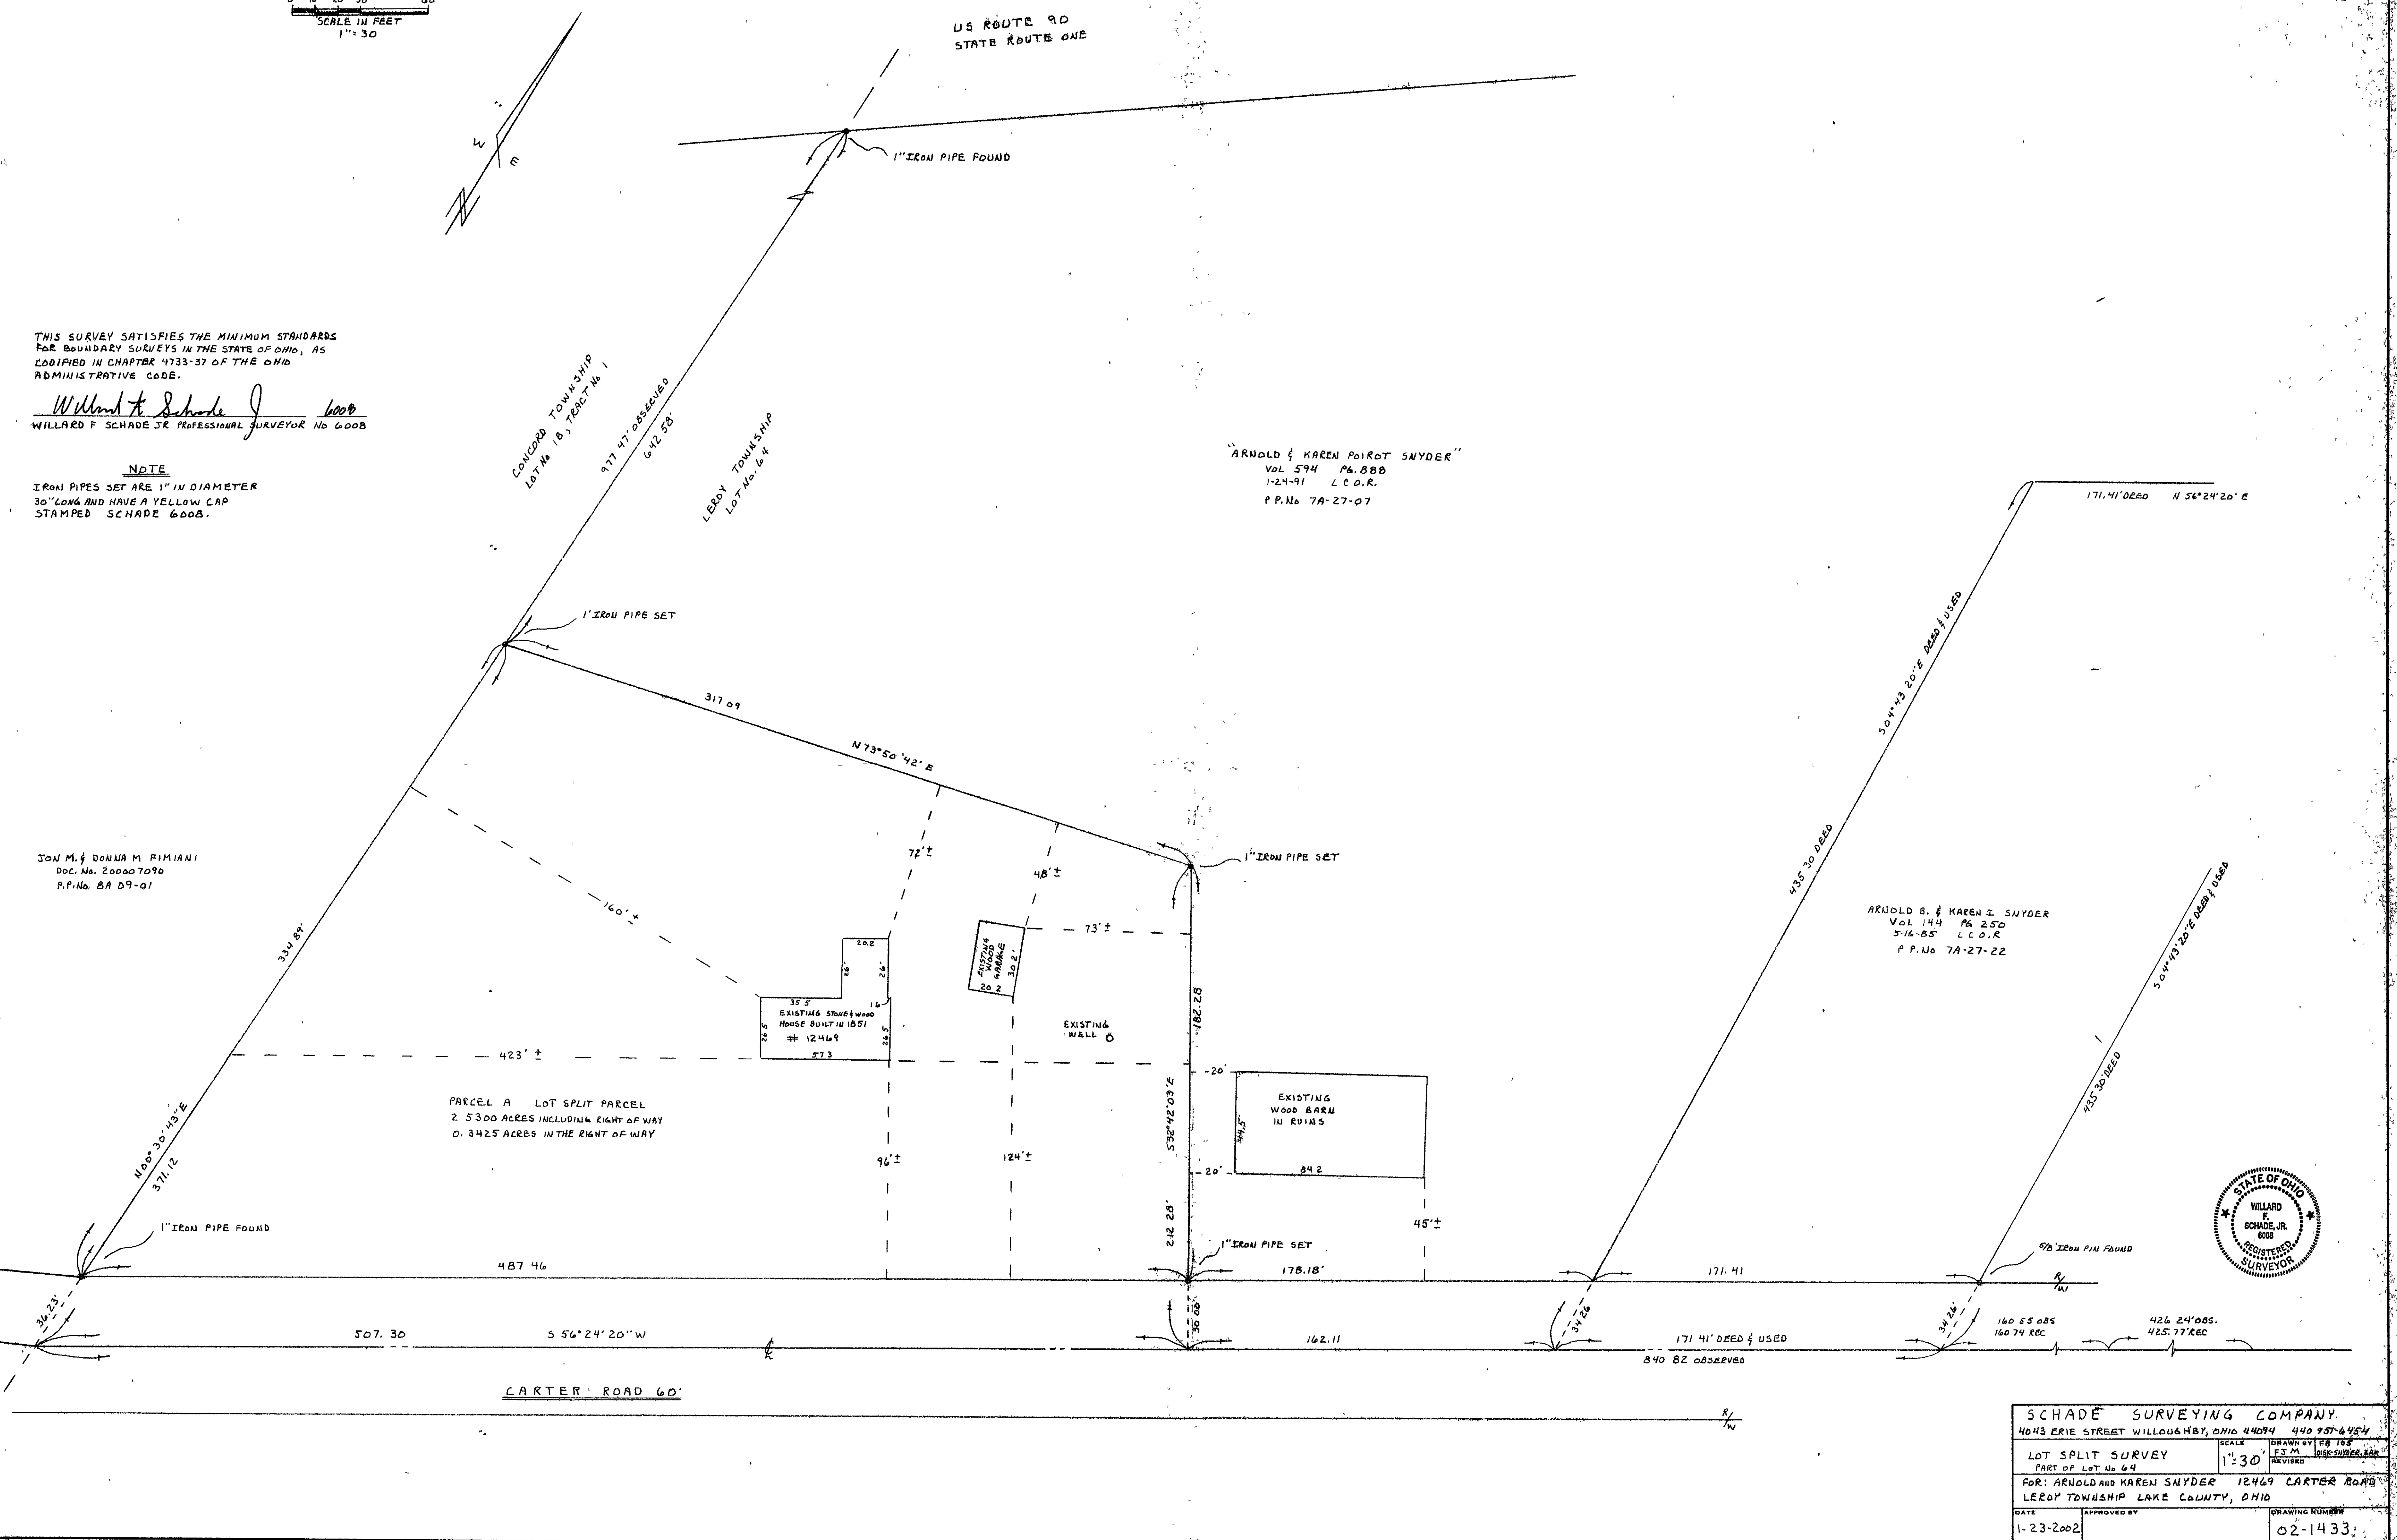 SCALE IN FEET
1"=30
US ROUTE 90
STATE ROUTE ONE
W
E
N
1" IRON PIPE FOUND
THIS SURVEY SATISFIES THE MINIMUM STANDARDS
FOR BOUNDARY SURVEYS IN THE STATE OF OHIO, AS
CODIFIED IN CHAPTER 4733-37 OF THE OHIO
ADMINISTRATIVE CODE.
Willard F Schade Jr 6008
WILLARD F SCHADE JR PROFESSIONAL SURVEYOR No 6008
NOTE
IRON PIPES SET ARE 1" IN DIAMETER
30" LONG AND HAVE A YELLOW CAP
STAMPED SCHADE 6008.
CONCORD TOWNSHIP
LOT No 18, TRACT No 1
977 47' OBSERVED
642 58'
LEROY TOWNSHIP
LOT No. 64
"ARNOLD & KAREN POIROT SNYDER"
VOL 594 PG. 888
1-24-91 L C O.R.
P P. No 7A-27-07
171.41' DEED N 56°24'20" E
1' IRON PIPE SET
317 09
N 73°50'42' E
S 04°43 20"E DEED & USED
435 30 DEED
JON M. & DONNA M FIMIANI
DOC. No. 200007090
P.P. No. 8A 09-01
334 89'
160' ±
72' ±
48' ±
73' ±
1" IRON PIPE SET
20.2
26'
26'
35 5
16
EXISTING STONE & WOOD
HOUSE BUILT IN 1851
# 12469
26 5
26 5
57 3
EXISTING
WOOD
GARAGE
30 2'
20.2
EXISTING
WELL
182.28
423' ±
ARNOLD B. & KAREN I SNYDER
VOL 144 PG 250
5-16-85 L C O.R
P P. No 7A-27-22
S 04°43'20"E DEED & USED
435 30' DEED
PARCEL A LOT SPLIT PARCEL
2 5300 ACRES INCLUDING RIGHT OF WAY
0.3425 ACRES IN THE RIGHT OF WAY
N 00°30'43"E
371.12
96' ±
124' ±
S32°42'03"E
212 28'
20'
20'
EXISTING
WOOD BARN
IN RUINS
44.5'
84 2
45' ±
1" IRON PIPE FOUND
1" IRON PIPE SET
5/8' IRON PIN FOUND
STATE OF OHIO
WILLARD
F.
SCHADE, JR.
6008
REGISTERED
SURVEYOR
487 46
178.18'
171.41
R/W
36.23'
30 00'
34 26
34 26'
507.30
S 56°24'20" W
℄
162.11
171 41' DEED & USED
840 82 OBSERVED
160 55 OBS
160 74 REC
426 24' OBS.
425.77' REC
CARTER ROAD 60'
R/W
SCHADE SURVEYING COMPANY.
4043 ERIE STREET WILLOUGHBY, OHIO 44094 440 951-6454
LOT SPLIT SURVEY
PART OF LOT No 64
SCALE
1"=30'
DRAWN BY
FJM
FB 105
REVISED
FOR: ARNOLD AND KAREN SNYDER 12469 CARTER ROAD
LEROY TOWNSHIP LAKE COUNTY, OHIO
DATE
1-23-2002
APPROVED BY
DRAWING NUMBER
02-1433